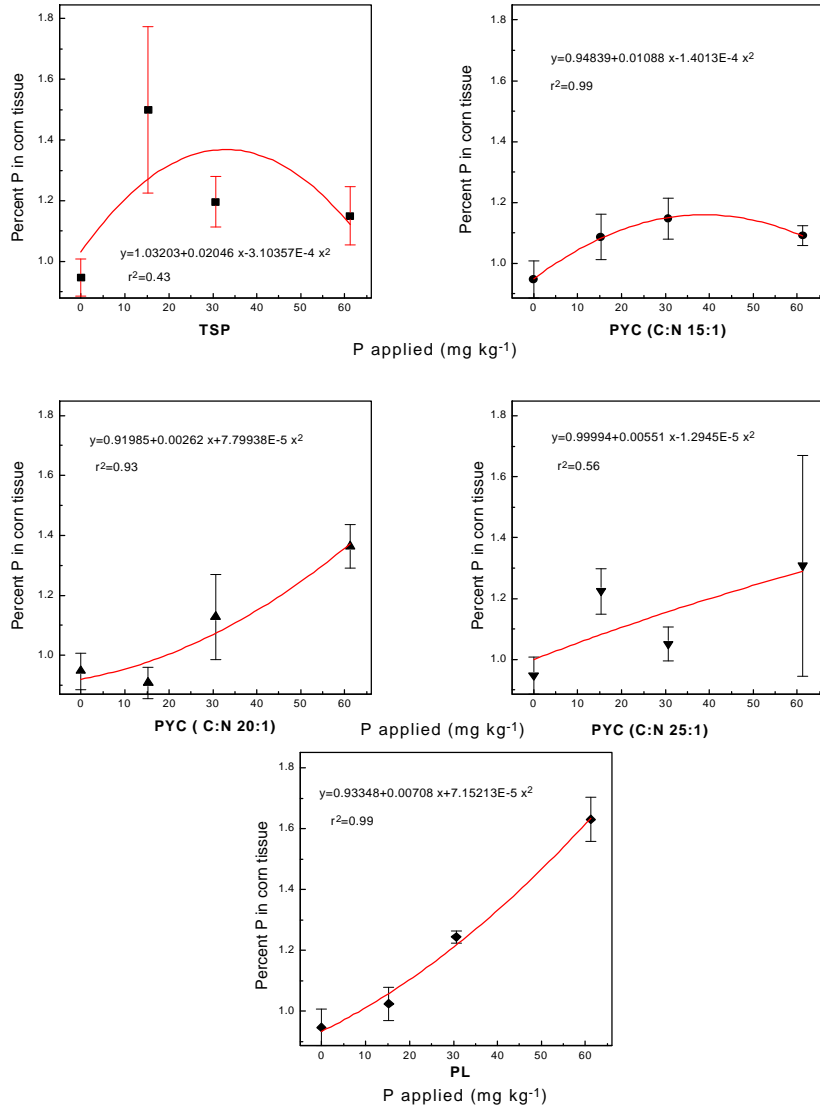 1.8
1.6
1.4
1.2
1.0
Percent P in corn tissue
y=1.03203+0.02046 x-3.10357E-4 x²
r²=0.43
0 10 20 30 40 50 60
TSP
1.8
1.6
1.4
1.2
1.0
Percent P in corn tissue
y=0.94839+0.01088 x-1.4013E-4 x²
r²=0.99
0 10 20 30 40 50 60
PYC (C:N 15:1)
P applied (mg kg-1)
1.8
1.6
1.4
1.2
1.0
Percent P in corn tissue
y=0.91985+0.00262 x+7.79938E-5 x²
r²=0.93
0 10 20 30 40 50 60
PYC ( C:N 20:1)
1.8
1.6
1.4
1.2
1.0
Percent P in corn tissue
y=0.99994+0.00551 x-1.2945E-5 x²
r²=0.56
0 10 20 30 40 50 60
PYC (C:N 25:1)
P applied (mg kg-1)
1.8
1.6
1.4
1.2
1.0
Percent P in corn tissue
y=0.93348+0.00708 x+7.15213E-5 x²
r²=0.99
0 10 20 30 40 50 60
PL
P applied (mg kg-1)